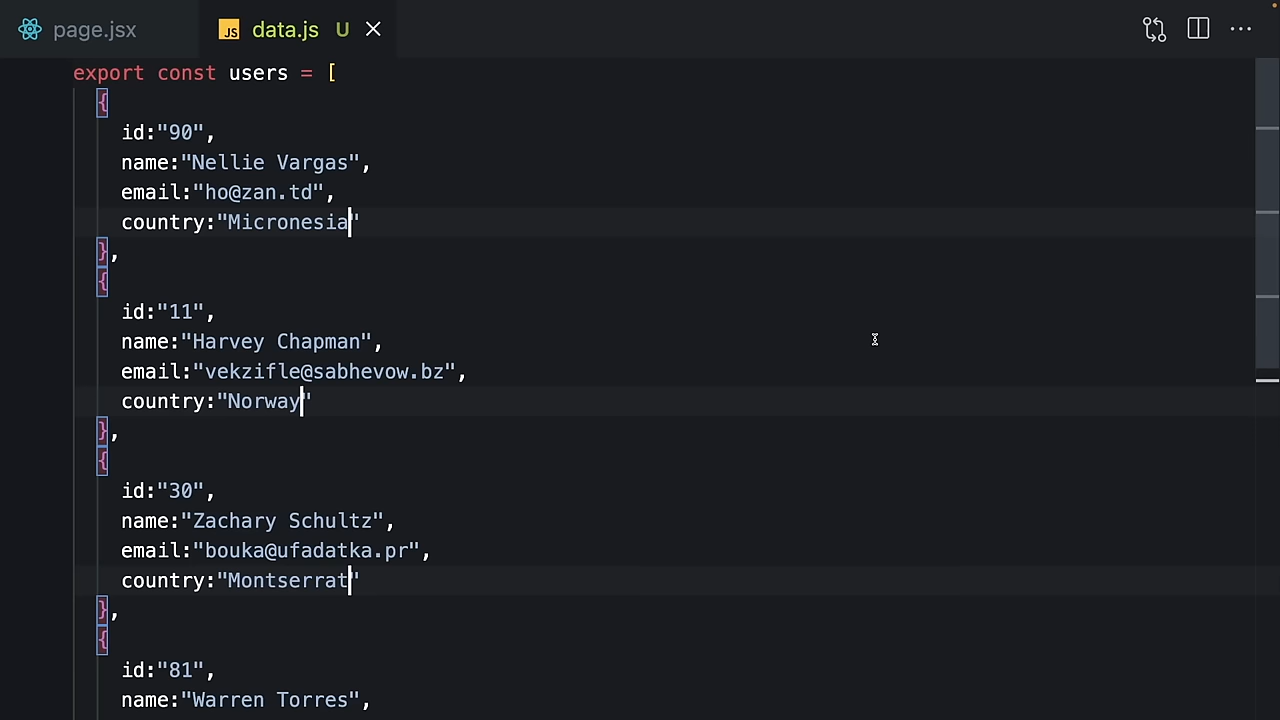 page.jsx
JS data.js U
export const users = [
{
id:"90",
name:"Nellie Vargas",
email:"ho@zan.td",
country:"Micronesia"
},
{
id:"11",
name:"Harvey Chapman",
email:"vekzifle@sabhevow.bz",
country:"Norway"
},
{
id:"30",
name:"Zachary Schultz",
email:"bouka@ufadatka.pr",
country:"Montserrat"
},
{
id:"81",
name:"Warren Torres",